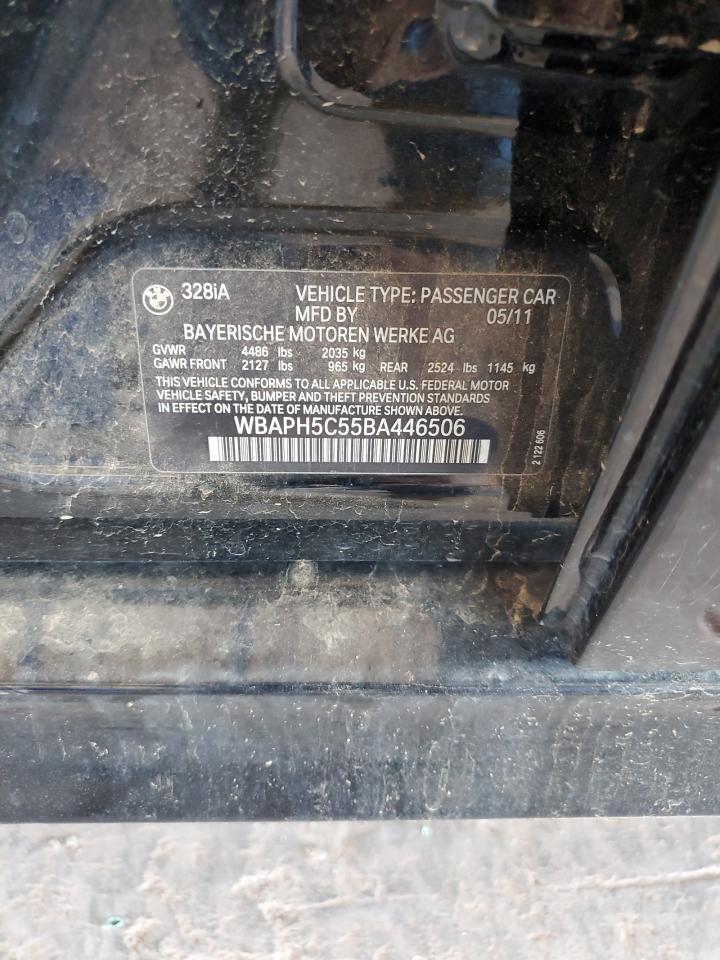 328iA VEHICLE TYPE: PASSENGER CAR
MFD BY 05/11
BAYERISCHE MOTOREN WERKE AG
GVWR 4486 lbs 2035 kg
GAWR FRONT 2127 lbs 965 kg REAR 2524 lbs 1145 kg
THIS VEHICLE CONFORMS TO ALL APPLICABLE U.S. FEDERAL MOTOR
VEHICLE SAFETY, BUMPER AND THEFT PREVENTION STANDARDS
IN EFFECT ON THE DATE OF MANUFACTURE SHOWN ABOVE.
WBAPH5C55BA446506
2 122 606